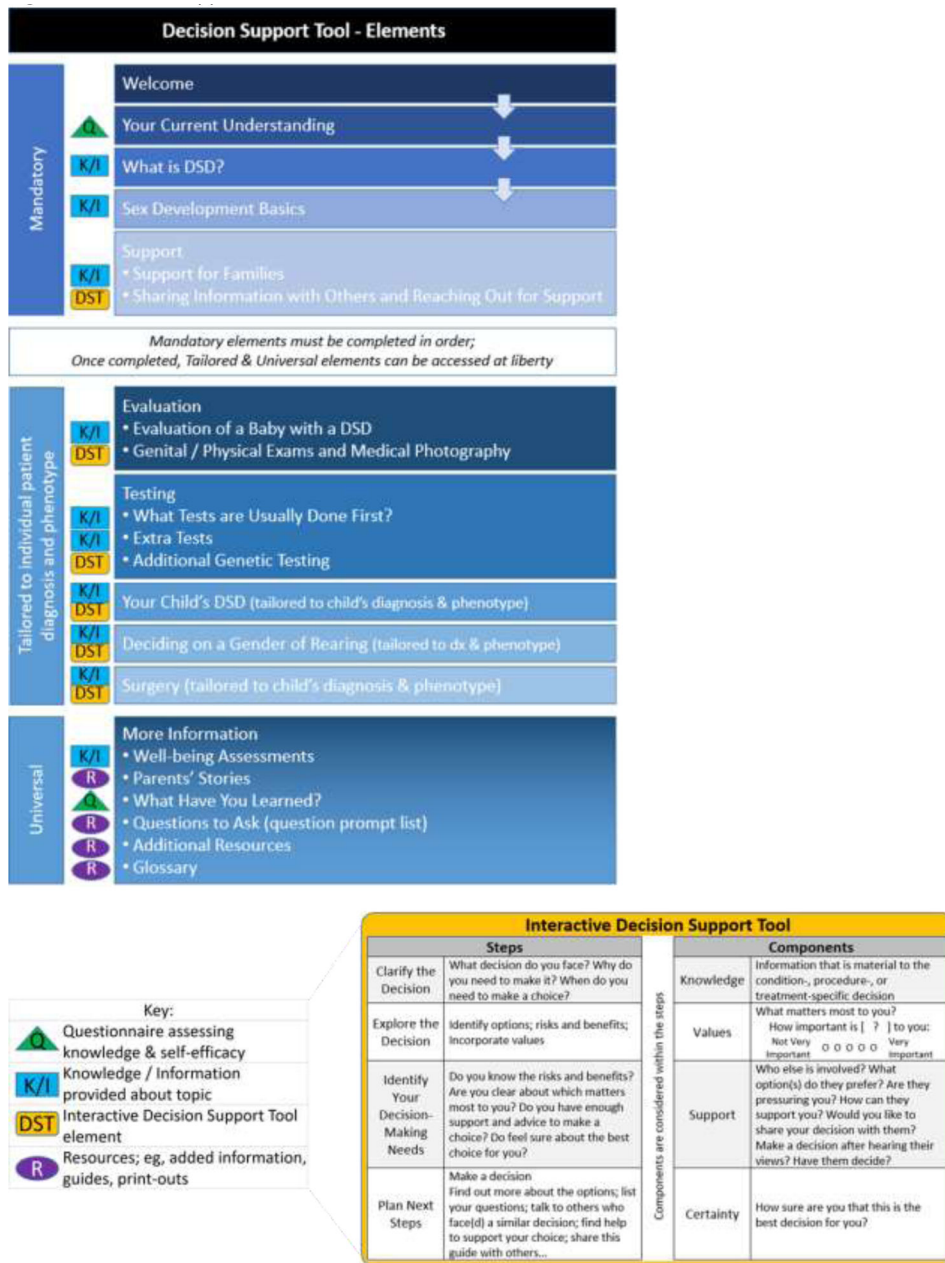 Decision Support Tool - Elements
Mandatory
Welcome
Q
Your Current Understanding
K/I
What is DSD?
K/I
Sex Development Basics
Support
K/I
• Support for Families
DST
• Sharing Information with Others and Reaching Out for Support
Mandatory elements must be completed in order;
Once completed, Tailored & Universal elements can be accessed at liberty
Tailored to individual patient
diagnosis and phenotype
Evaluation
K/I
• Evaluation of a Baby with a DSD
DST
• Genital / Physical Exams and Medical Photography
Testing
K/I
• What Tests are Usually Done First?
K/I
• Extra Tests
DST
• Additional Genetic Testing
K/I
DST
Your Child's DSD (tailored to child's diagnosis & phenotype)
K/I
DST
Deciding on a Gender of Rearing (tailored to dx & phenotype)
K/I
DST
Surgery (tailored to child's diagnosis & phenotype)
Universal
More Information
K/I
• Well-being Assessments
R
• Parents' Stories
Q
• What Have You Learned?
R
• Questions to Ask (question prompt list)
R
• Additional Resources
R
• Glossary
Key:
Q
Questionnaire assessing
knowledge & self-efficacy
K/I
Knowledge / Information
provided about topic
DST
Interactive Decision Support Tool
element
R
Resources; eg, added information,
guides, print-outs
Interactive Decision Support Tool
Steps
Clarify the
Decision
What decision do you face? Why do
you need to make it? When do you
need to make a choice?
Explore the
Decision
Identify options; risks and benefits;
Incorporate values
Identify
Your
Decision-
Making
Needs
Do you know the risks and benefits?
Are you clear about which matters
most to you? Do you have enough
support and advice to make a
choice? Do feel sure about the best
choice for you?
Plan Next
Steps
Make a decision
Find out more about the options; list
your questions; talk to others who
face(d) a similar decision; find help
to support your choice; share this
guide with others...
Components are considered within the steps
Components
Knowledge
Information that is material to the
condition-, procedure-, or
treatment-specific decision
Values
What matters most to you?
How important is [ ? ] to you:
Not Very
Important
O O O O O
Very
Important
Support
Who else is involved? What
option(s) do they prefer? Are they
pressuring you? How can they
support you? Would you like to
share your decision with them?
Make a decision after hearing their
views? Have them decide?
Certainty
How sure are you that this is the
best decision for you?